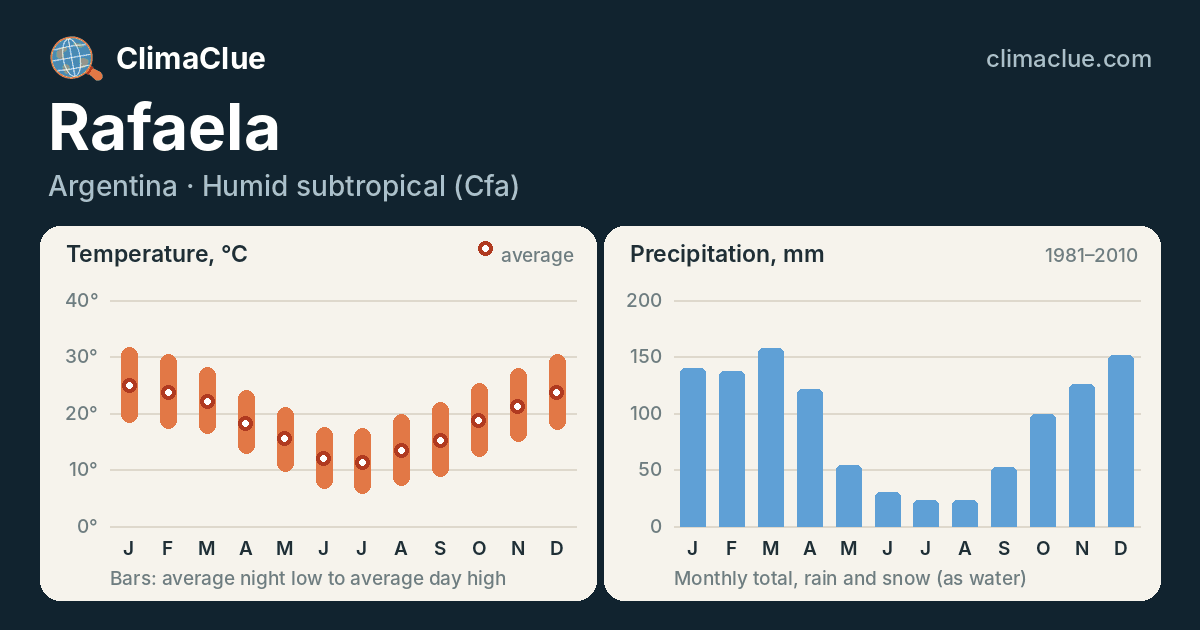 ClimaClue
climaclue.com
Rafaela
Argentina · Humid subtropical (Cfa)
Temperature, °C
average
40°
30°
20°
10°
0°
J F M A M J J A S O N D
Bars: average night low to average day high
Precipitation, mm
1981–2010
200
150
100
50
0
J F M A M J J A S O N D
Monthly total, rain and snow (as water)